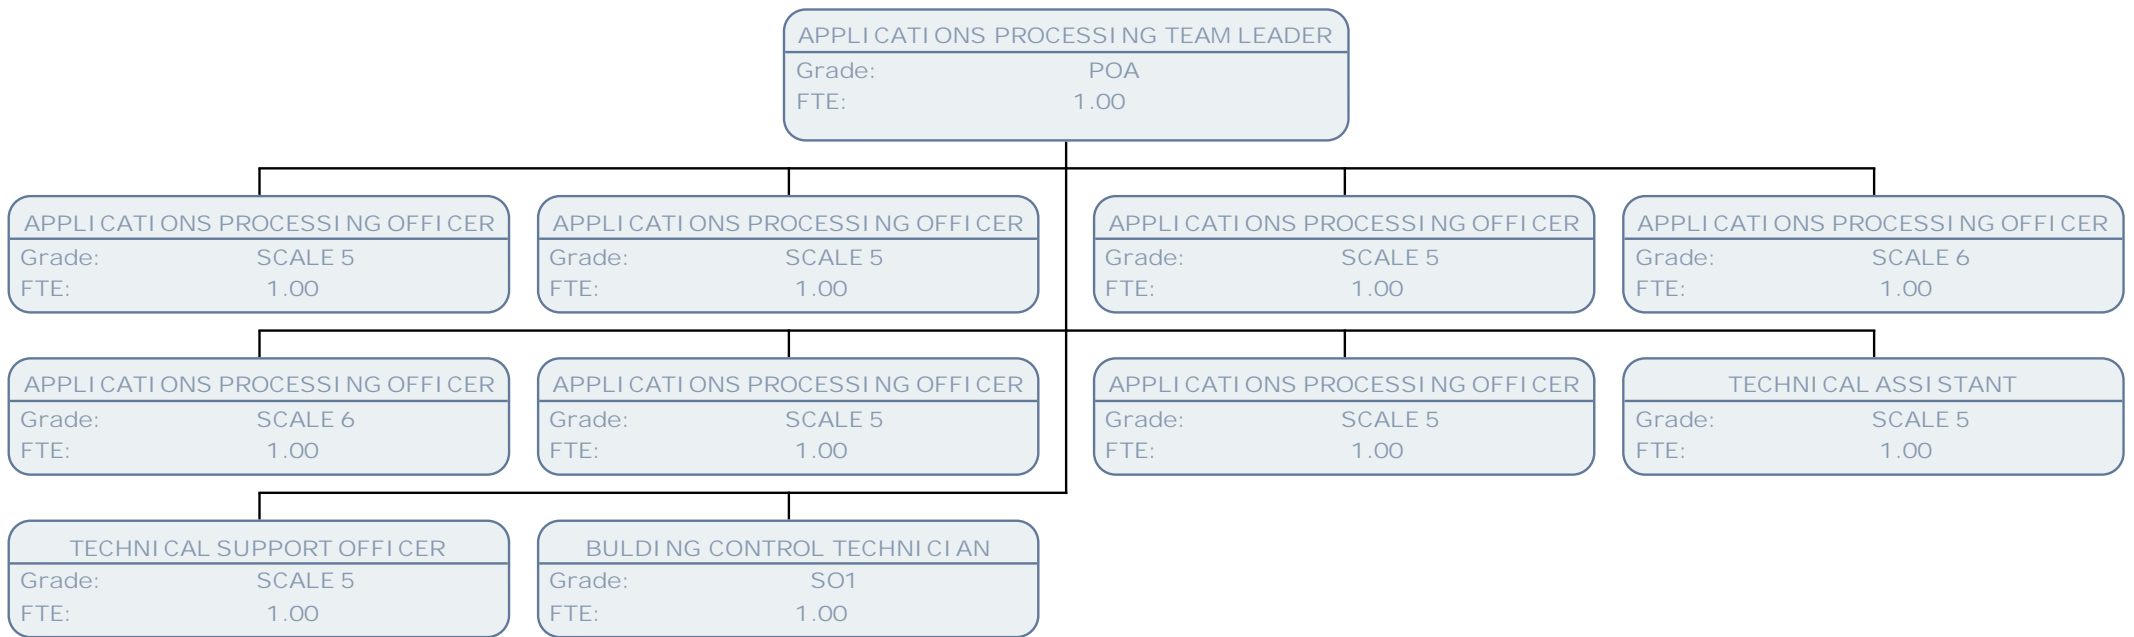 APPLICATIONS PROCESSING TEAM LEADER
Grade: POA
FTE: 1.00
APPLICATIONS PROCESSING OFFICER
Grade: SCALE 5
FTE: 1.00
APPLICATIONS PROCESSING OFFICER
Grade: SCALE 5
FTE: 1.00
APPLICATIONS PROCESSING OFFICER
Grade: SCALE 5
FTE: 1.00
APPLICATIONS PROCESSING OFFICER
Grade: SCALE 6
FTE: 1.00
APPLICATIONS PROCESSING OFFICER
Grade: SCALE 6
FTE: 1.00
APPLICATIONS PROCESSING OFFICER
Grade: SCALE 5
FTE: 1.00
APPLICATIONS PROCESSING OFFICER
Grade: SCALE 5
FTE: 1.00
TECHNICAL ASSISTANT
Grade: SCALE 5
FTE: 1.00
TECHNICAL SUPPORT OFFICER
Grade: SCALE 5
FTE: 1.00
BULDING CONTROL TECHNICIAN
Grade: SO1
FTE: 1.00